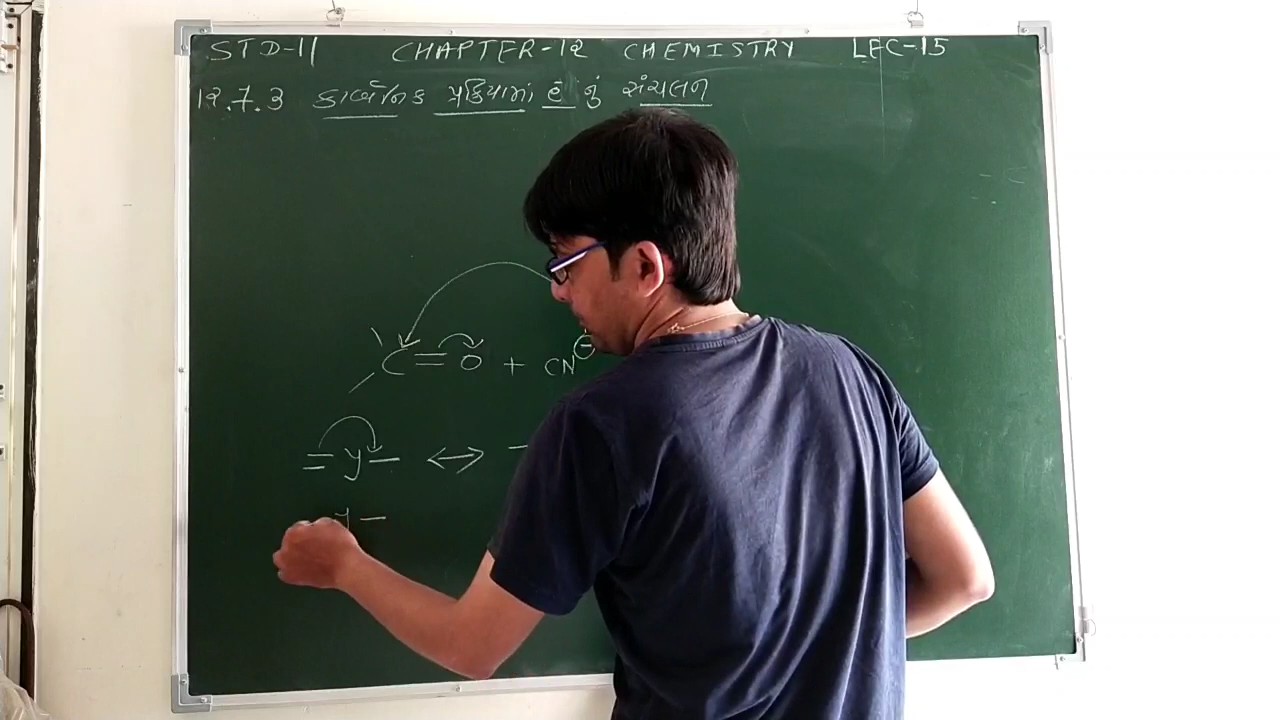 STD-11 CHAPTER-12 CHEMISTRY LEC-15
12.7.3 કાર્બનિક પ્રક્રિયામાં ē નું સંચલન
C = O + CN⊖
= y — ↔ —
y —